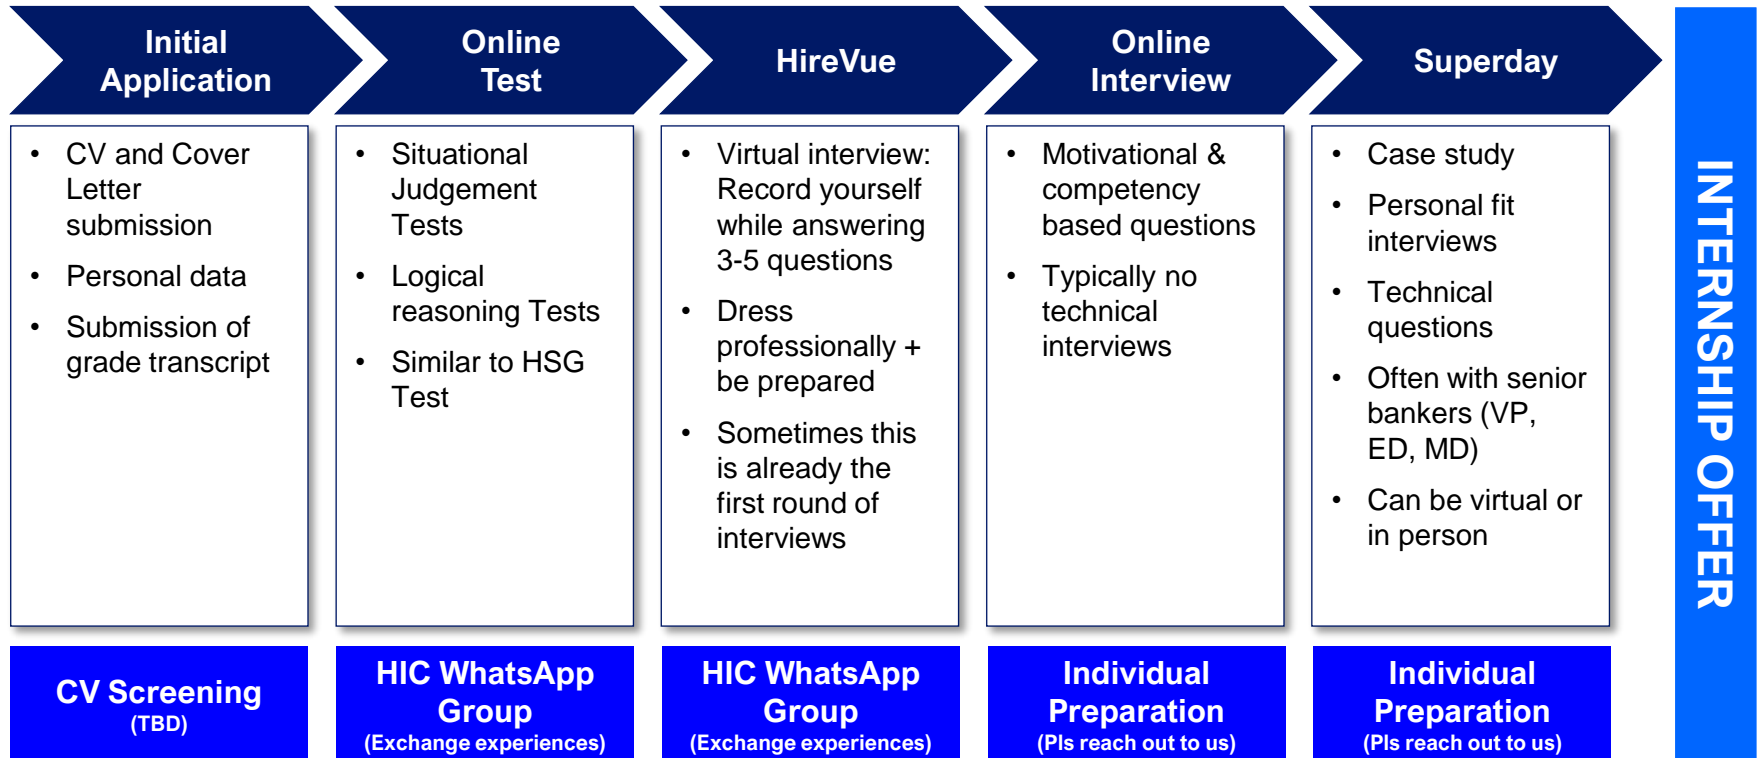 Initial
Application
Online
Test
HireVue
Online
Interview
Superday
• CV and Cover
Letter
submission
• Personal data
• Submission of
grade transcript
• Situational
Judgement
Tests
• Logical
reasoning Tests
• Similar to HSG
Test
• Virtual interview:
Record yourself
while answering
3-5 questions
• Dress
professionally +
be prepared
• Sometimes this
is already the
first round of
interviews
• Motivational &
competency
based questions
• Typically no
technical
interviews
• Case study
• Personal fit
interviews
• Technical
questions
• Often with senior
bankers (VP,
ED, MD)
• Can be virtual or
in person
CV Screening
(TBD)
HIC WhatsApp
Group
(Exchange experiences)
HIC WhatsApp
Group
(Exchange experiences)
Individual
Preparation
(Pls reach out to us)
Individual
Preparation
(Pls reach out to us)
INTERNSHIP OFFER